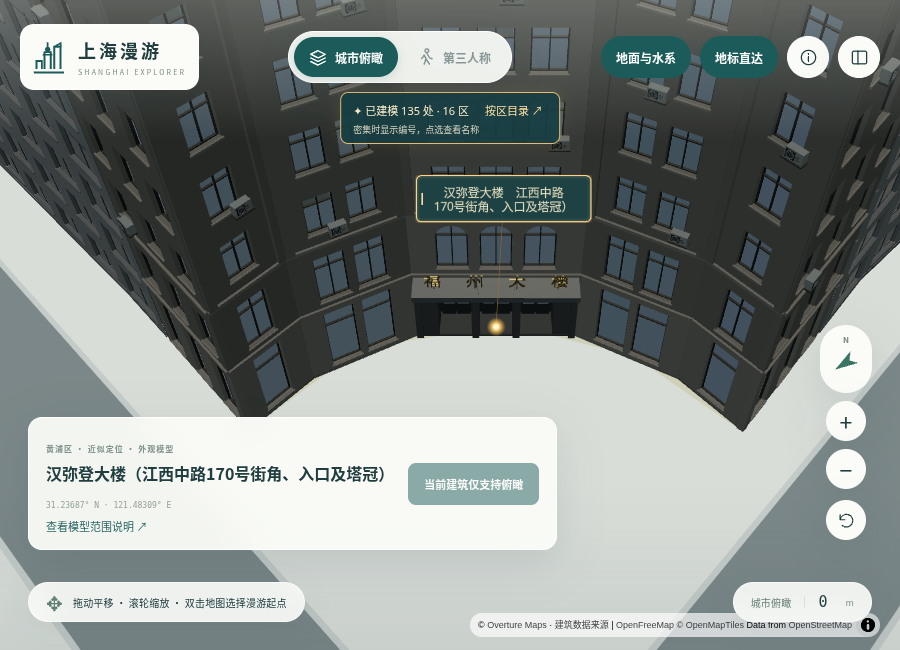 上海漫游
SHANGHAI EXPLORER
城市俯瞰
第三人称
地面与水系
地标直达
✦ 已建模 135 处 · 16 区 按区目录 ↗
密集时显示编号，点选查看名称
汉弥登大楼 江西中路
170号街角、入口及塔冠）
福州大楼
N
黄浦区 · 近似定位 · 外观模型
汉弥登大楼（江西中路170号街角、入口及塔冠）
当前建筑仅支持俯瞰
31.23687° N · 121.48309° E
查看模型范围说明 ↗
拖动平移 · 滚轮缩放 · 双击地图选择漫游起点
城市俯瞰 0 m
© Overture Maps · 建筑数据来源 | OpenFreeMap © OpenMapTiles Data from OpenStreetMap